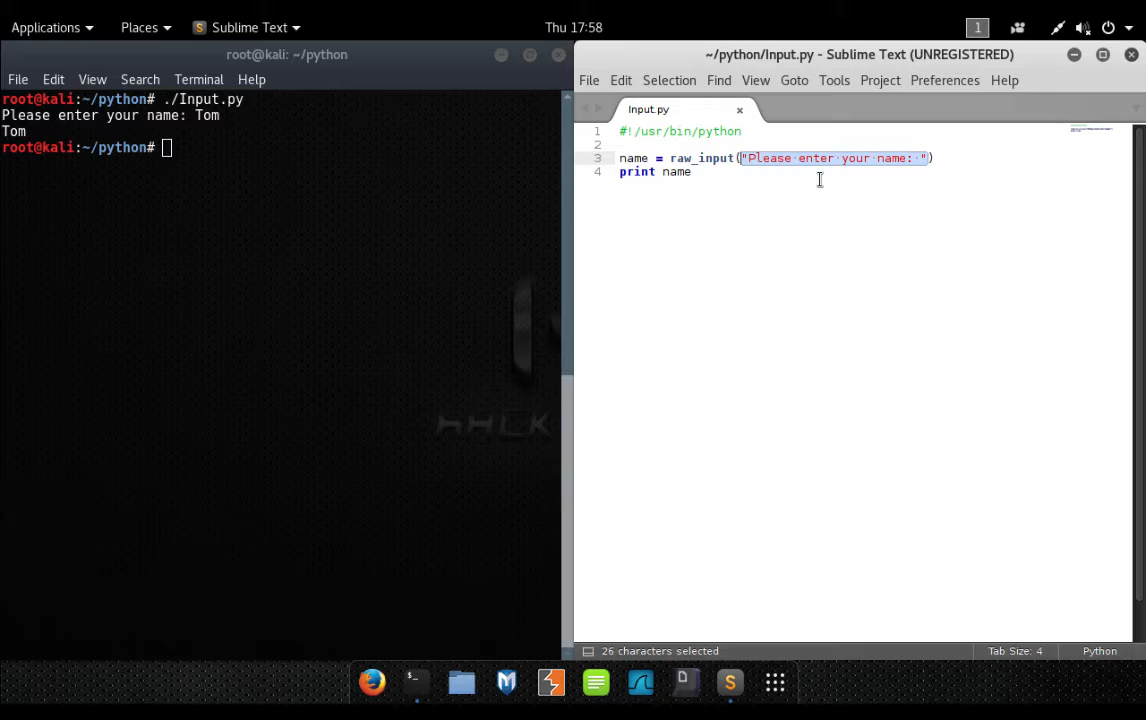 Applications Places Sublime Text Thu 17:58 1
root@kali: ~/python
File Edit View Search Terminal Help
root@kali:~/python# ./Input.py
Please enter your name: Tom
Tom
root@kali:~/python#
HACK
~/python/Input.py - Sublime Text (UNREGISTERED)
File Edit Selection Find View Goto Tools Project Preferences Help
Input.py
1 #!/usr/bin/python
2
3 name = raw_input("Please enter your name: ")
4 print name
26 characters selected Tab Size: 4 Python